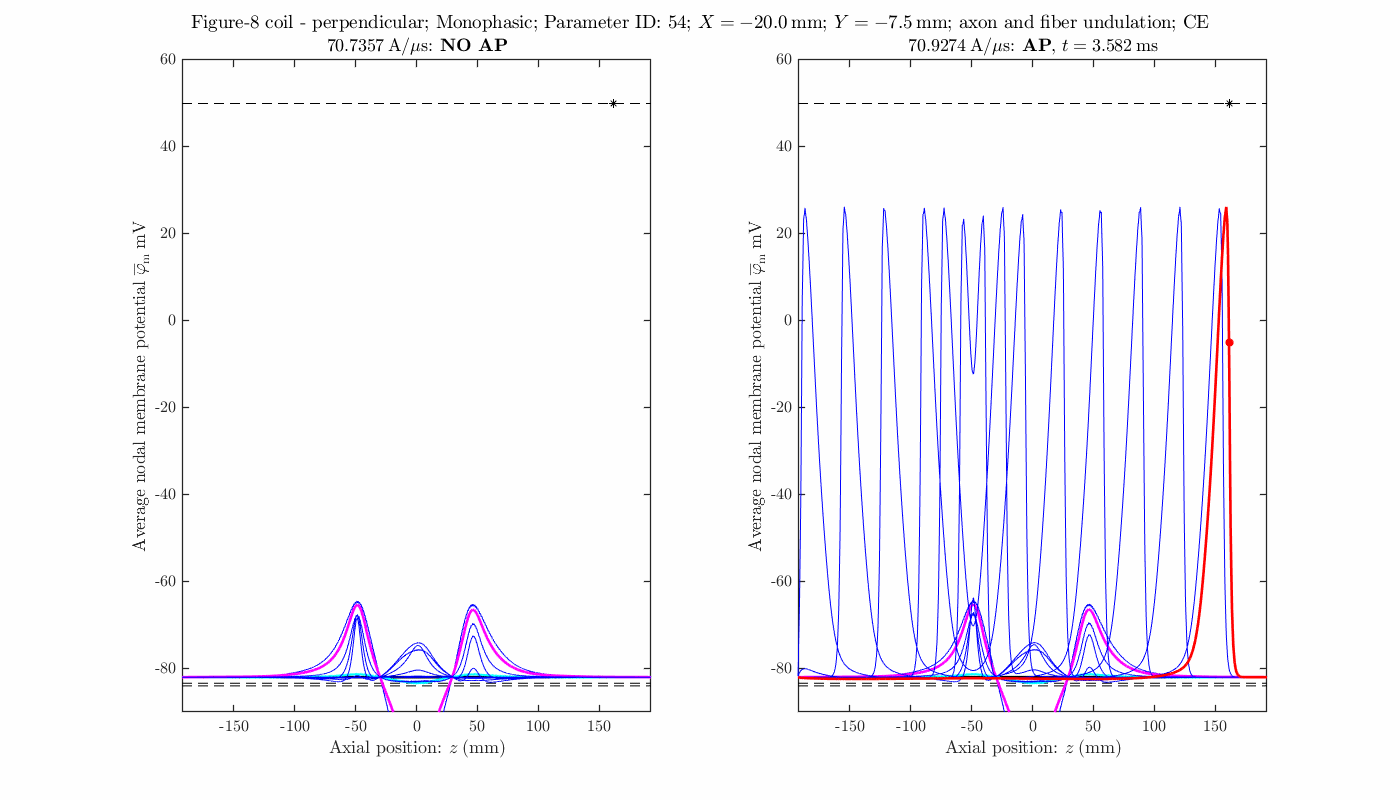 Figure-8 coil - perpendicular; Monophasic; Parameter ID: 54; X = −20.0 mm; Y = −7.5 mm; axon and fiber undulation; CE
70.7357 A/μs: NO AP
60
40
20
0
-20
-40
-60
-80
Average nodal membrane potential φ̅m mV
-150 -100 -50 0 50 100 150
Axial position: z (mm)
70.9274 A/μs: AP, t = 3.582 ms
60
40
20
0
-20
-40
-60
-80
Average nodal membrane potential φ̅m mV
-150 -100 -50 0 50 100 150
Axial position: z (mm)